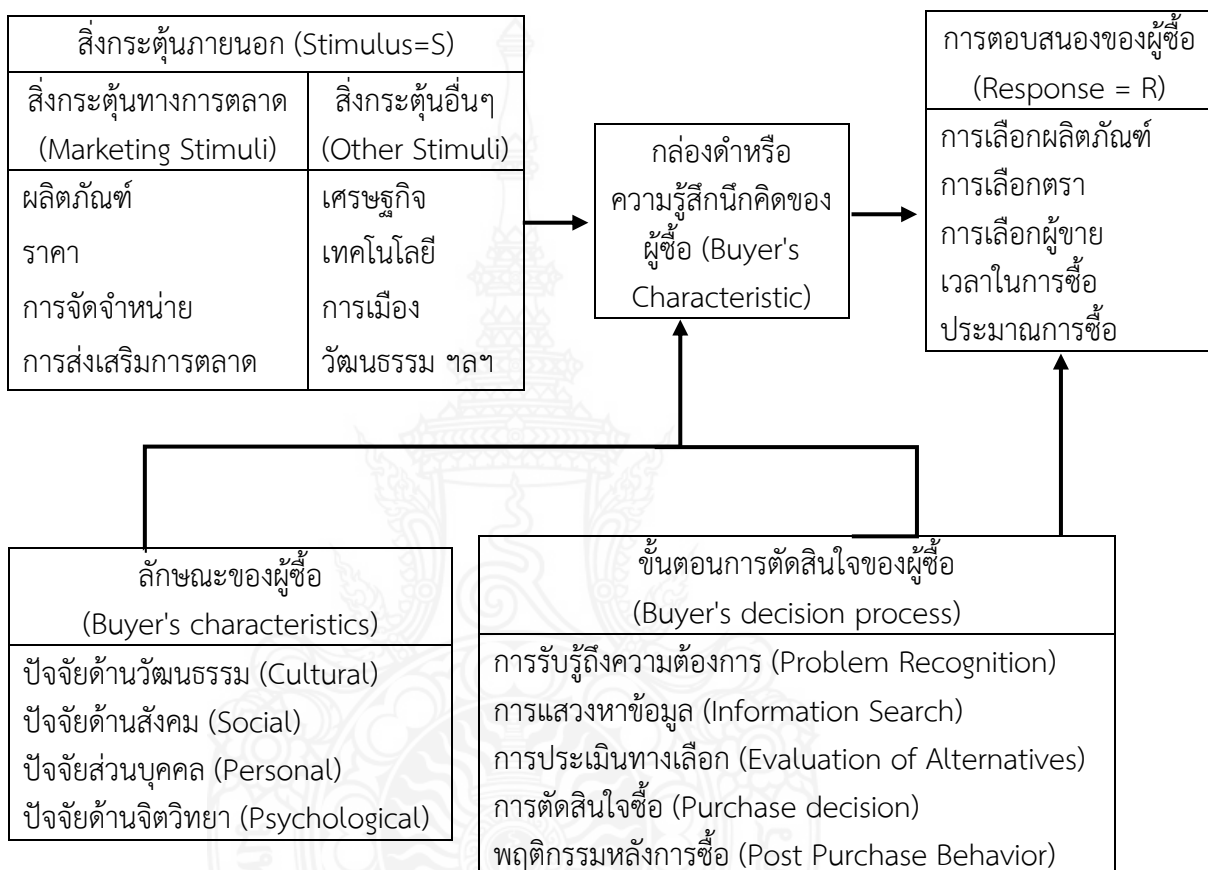 สิ่งกระตุ้นภายนอก (Stimulus=S)
สิ่งกระตุ้นทางการตลาด
(Marketing Stimuli)
สิ่งกระตุ้นอื่นๆ
(Other Stimuli)
ผลิตภัณฑ์
ราคา
การจัดจำหน่าย
การส่งเสริมการตลาด
เศรษฐกิจ
เทคโนโลยี
การเมือง
วัฒนธรรม ฯลฯ
กล่องดำหรือ
ความรู้สึกนึกคิดของ
ผู้ซื้อ (Buyer's
Characteristic)
การตอบสนองของผู้ซื้อ
(Response = R)
การเลือกผลิตภัณฑ์
การเลือกตรา
การเลือกผู้ขาย
เวลาในการซื้อ
ประมาณการซื้อ
ลักษณะของผู้ซื้อ
(Buyer's characteristics)
ปัจจัยด้านวัฒนธรรม (Cultural)
ปัจจัยด้านสังคม (Social)
ปัจจัยส่วนบุคคล (Personal)
ปัจจัยด้านจิตวิทยา (Psychological)
ขั้นตอนการตัดสินใจของผู้ซื้อ
(Buyer's decision process)
การรับรู้ถึงความต้องการ (Problem Recognition)
การแสวงหาข้อมูล (Information Search)
การประเมินทางเลือก (Evaluation of Alternatives)
การตัดสินใจซื้อ (Purchase decision)
พฤติกรรมหลังการซื้อ (Post Purchase Behavior)